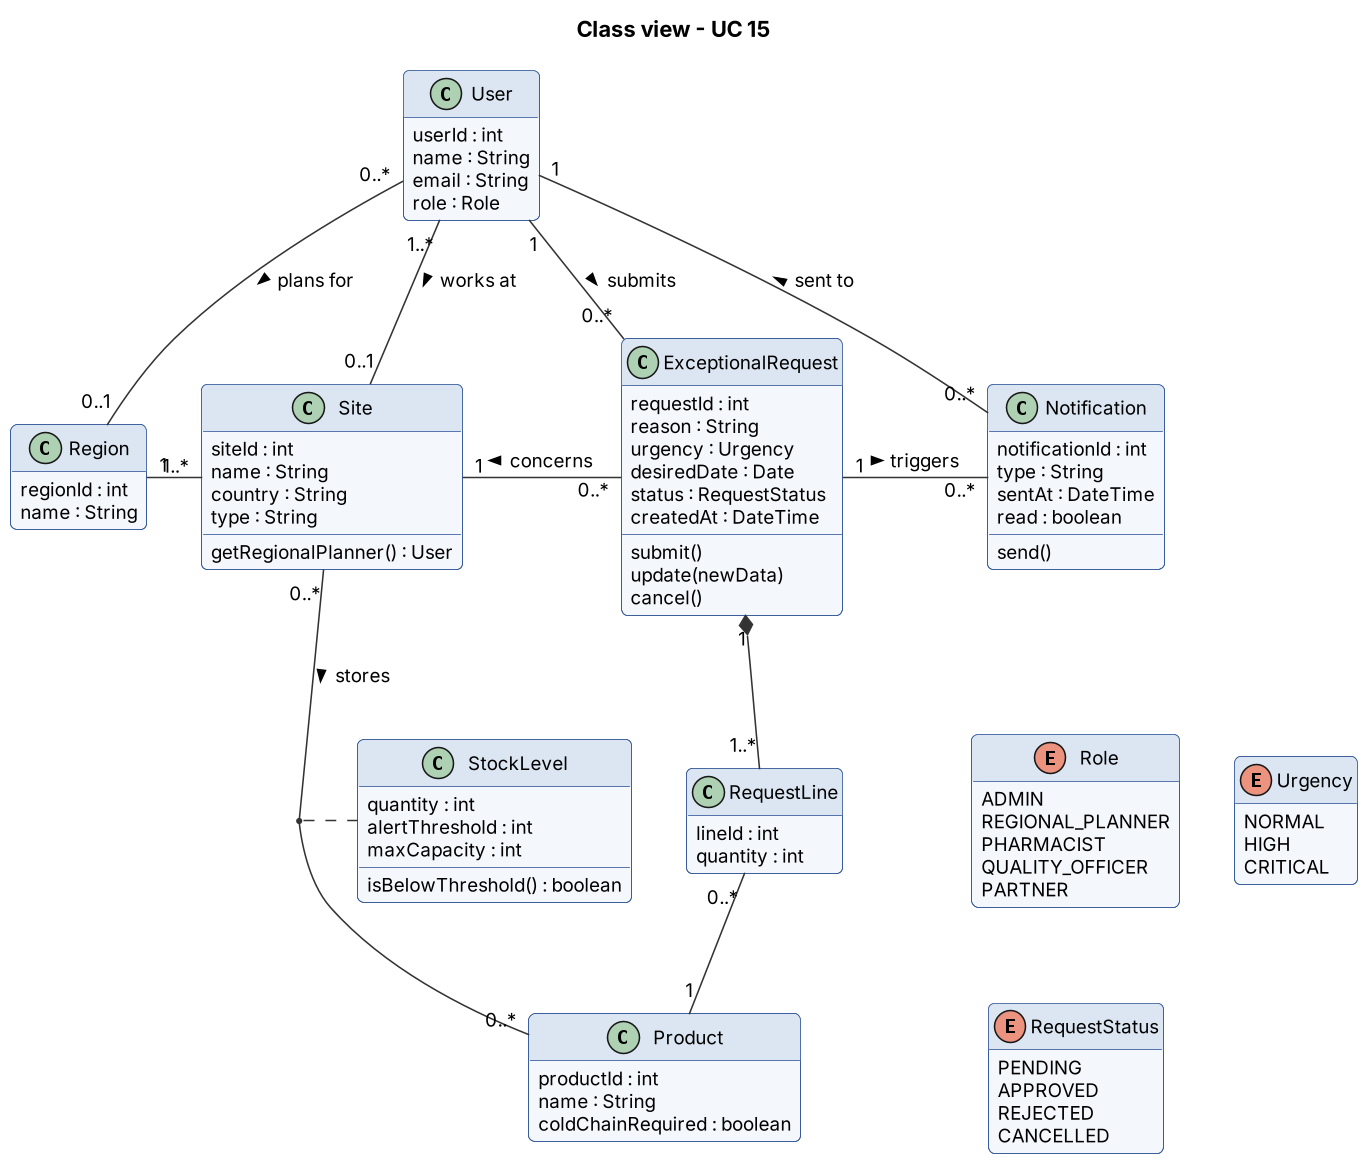 Class view - UC 15
C User
userId : int
name : String
email : String
role : Role
0..*
1
1..*
1
plans for
works at
submits
sent to
0..*
0..1
0..1
0..*
C ExceptionalRequest
requestId : int
reason : String
urgency : Urgency
desiredDate : Date
status : RequestStatus
createdAt : DateTime
submit()
update(newData)
cancel()
C Site
siteId : int
name : String
country : String
type : String
getRegionalPlanner() : User
C Notification
notificationId : int
type : String
sentAt : DateTime
read : boolean
send()
C Region
regionId : int
name : String
1
1..*
1
concerns
0..*
1
triggers
0..*
0..*
stores
1
1..*
C StockLevel
quantity : int
alertThreshold : int
maxCapacity : int
isBelowThreshold() : boolean
C RequestLine
lineId : int
quantity : int
E Role
ADMIN
REGIONAL_PLANNER
PHARMACIST
QUALITY_OFFICER
PARTNER
E Urgency
NORMAL
HIGH
CRITICAL
0..*
1
0..*
C Product
productId : int
name : String
coldChainRequired : boolean
E RequestStatus
PENDING
APPROVED
REJECTED
CANCELLED